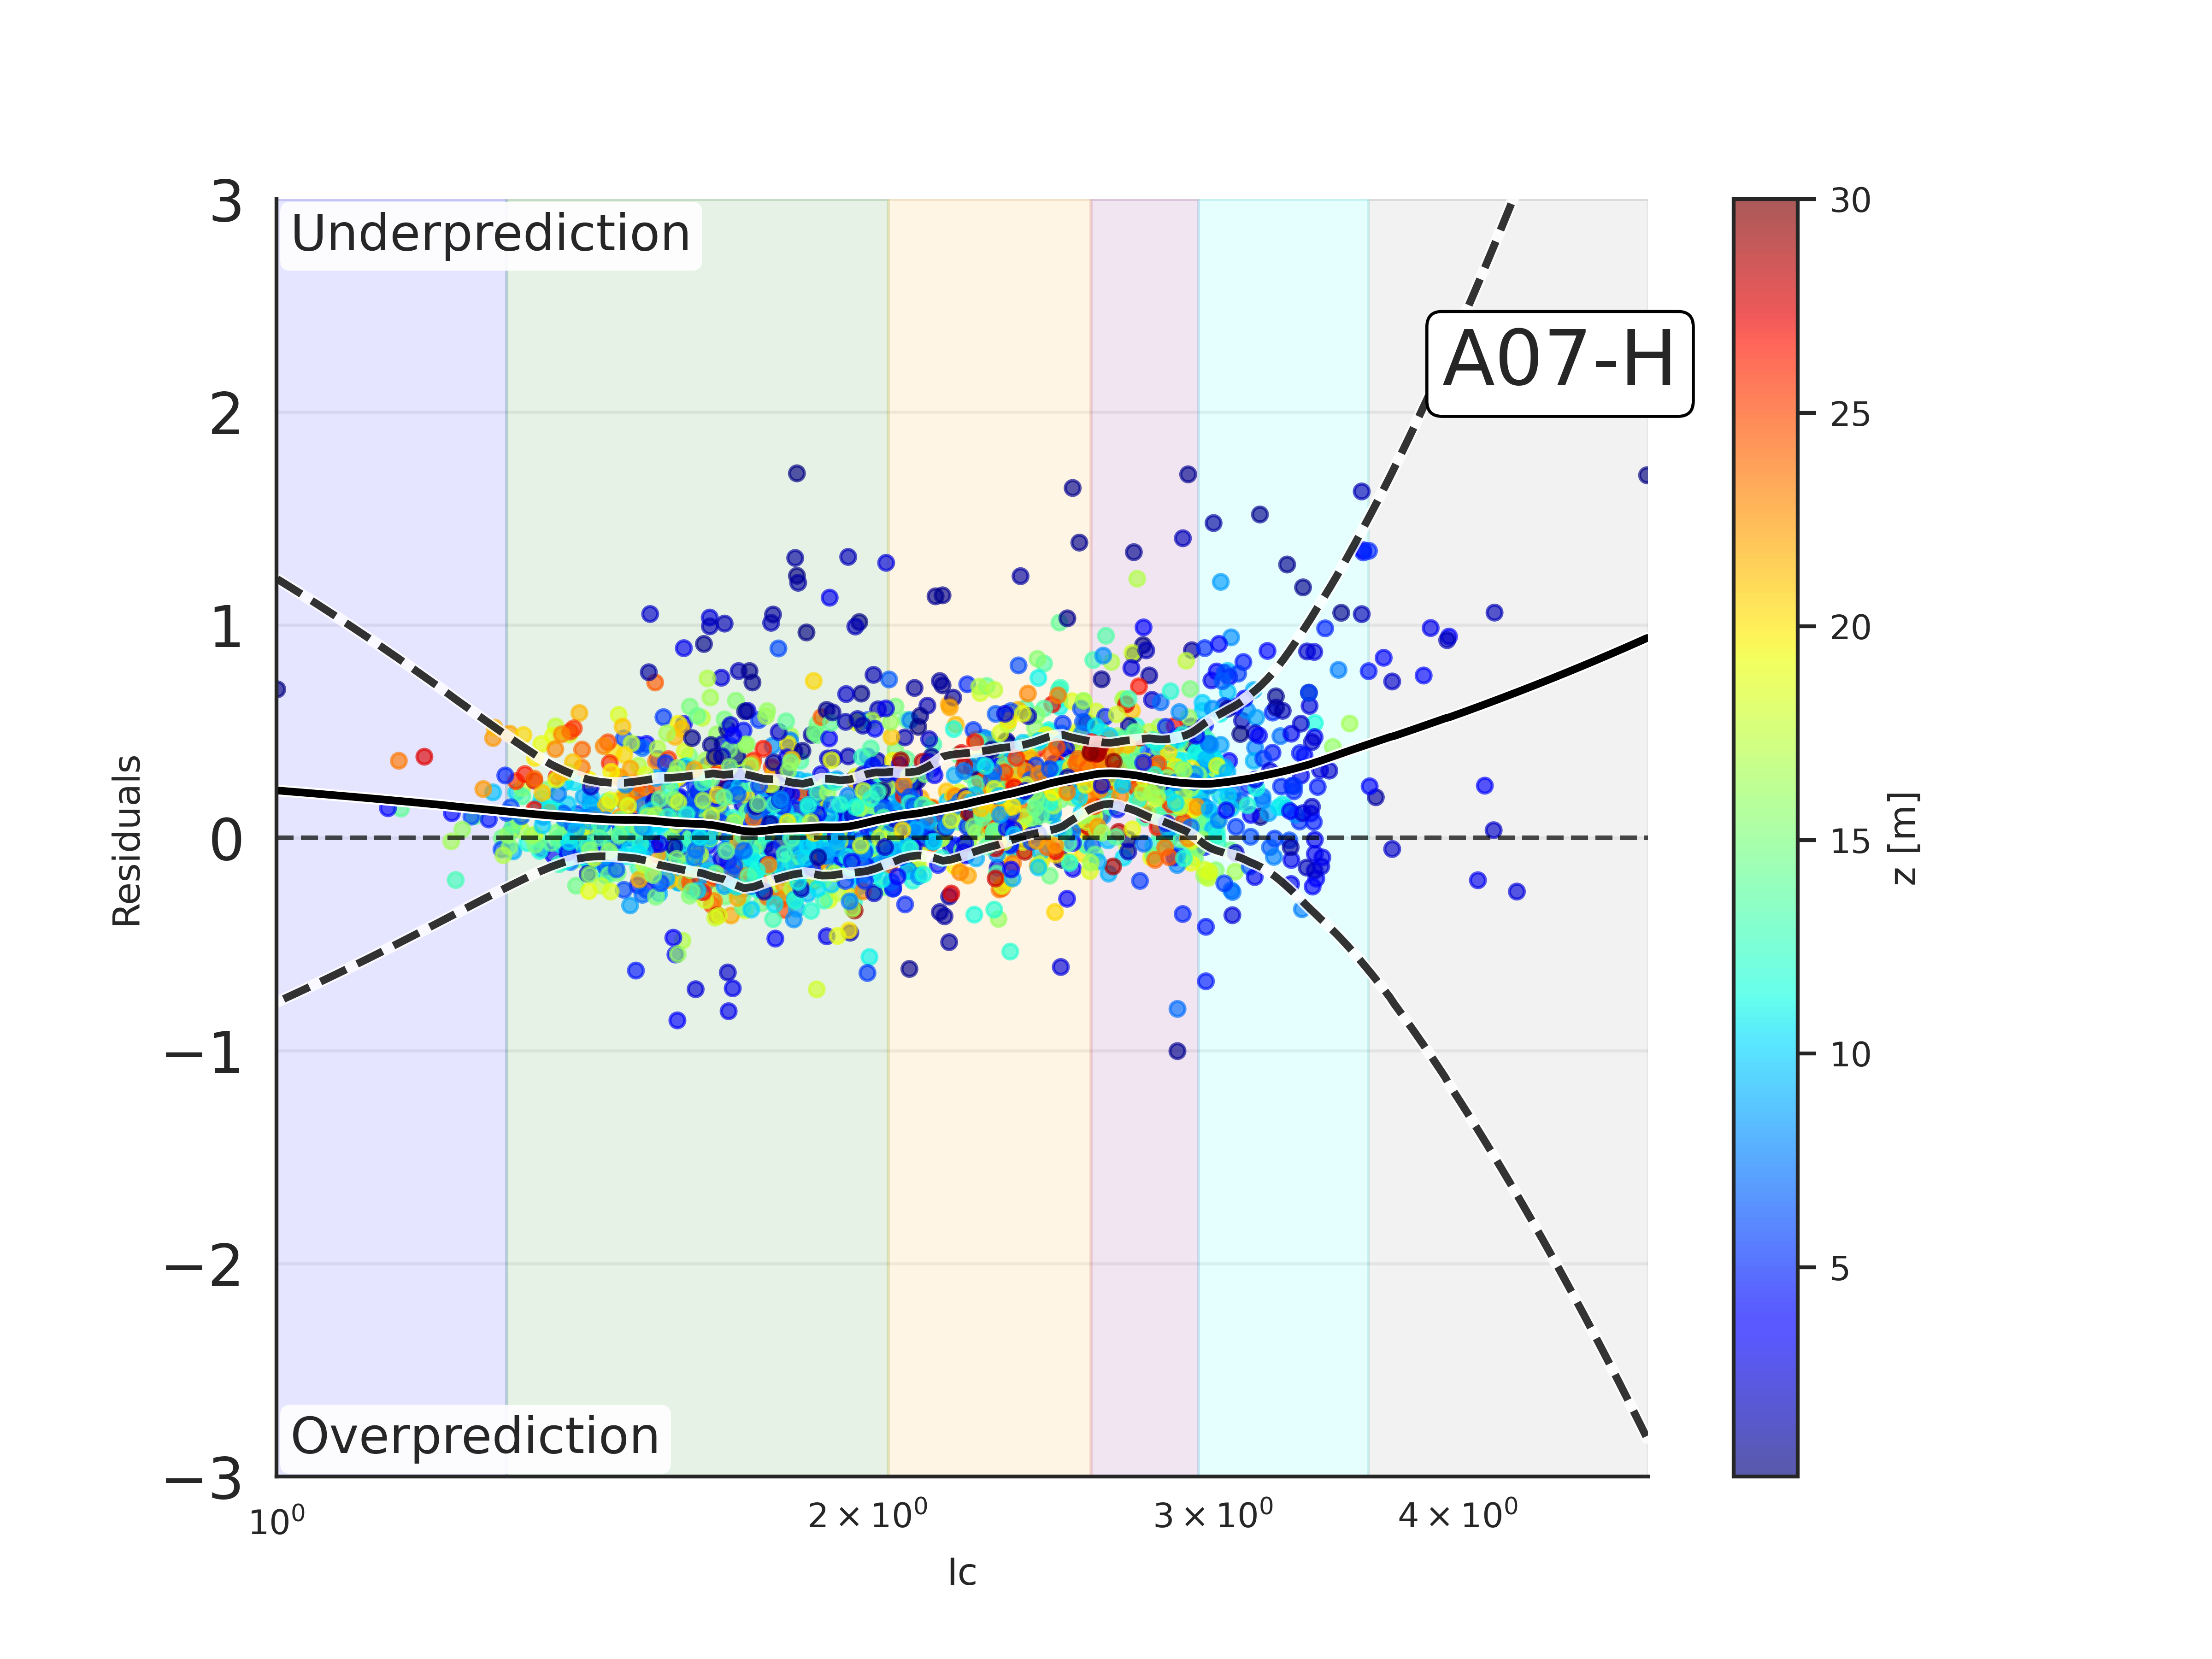 3
Underprediction
A07-H
2
1
0
−1
−2
Overprediction
−3
Residuals
10⁰
2 × 10⁰
3 × 10⁰
4 × 10⁰
Ic
30
25
20
15
10
5
z [m]